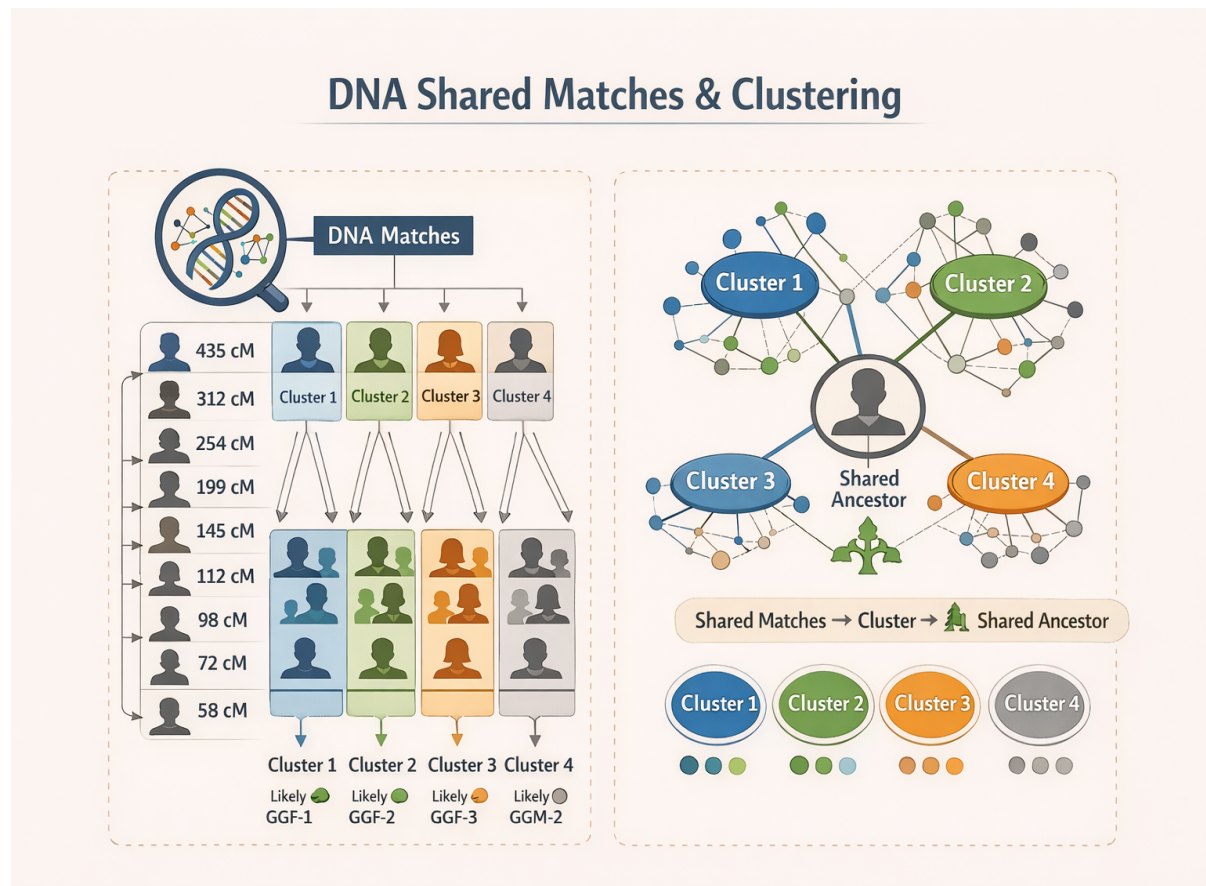 DNA Shared Matches & Clustering
DNA Matches
435 cM
312 cM
254 cM
199 cM
145 cM
112 cM
98 cM
72 cM
58 cM
Cluster 1
Cluster 2
Cluster 3
Cluster 4
Cluster 1
Likely
GGF-1
Cluster 2
Likely
GGF-2
Cluster 3
Likely
GGF-3
Cluster 4
Likely
GGM-2
Cluster 1
Cluster 2
Cluster 3
Cluster 4
Shared
Ancestor
Shared Matches → Cluster → Shared Ancestor
Cluster 1
Cluster 2
Cluster 3
Cluster 4